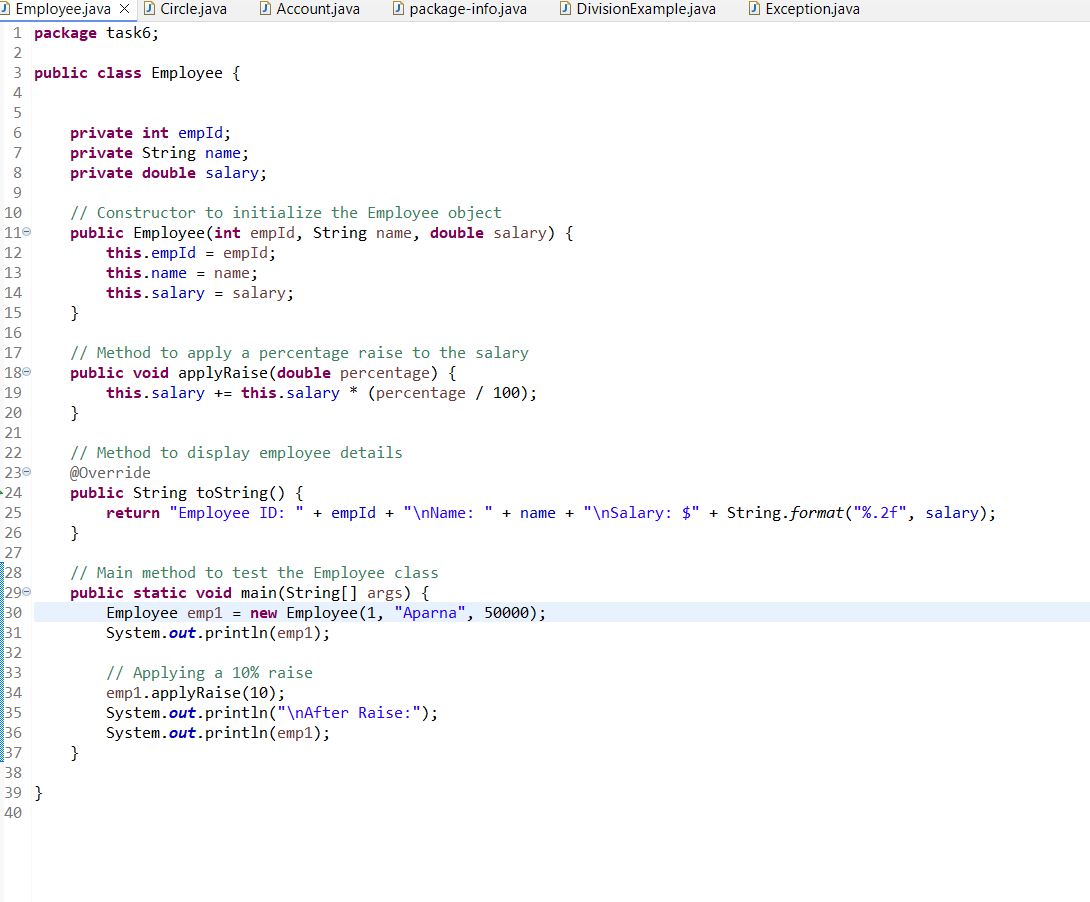 Employee.java Circle.java Account.java package-info.java DivisionExample.java Exception.java
1 package task6;
2
3 public class Employee {
4
5
6     private int empId;
7     private String name;
8     private double salary;
9
10     // Constructor to initialize the Employee object
11     public Employee(int empId, String name, double salary) {
12         this.empId = empId;
13         this.name = name;
14         this.salary = salary;
15     }
16
17     // Method to apply a percentage raise to the salary
18     public void applyRaise(double percentage) {
19         this.salary += this.salary * (percentage / 100);
20     }
21
22     // Method to display employee details
23     @Override
24     public String toString() {
25         return "Employee ID: " + empId + "\nName: " + name + "\nSalary: $" + String.format("%.2f", salary);
26     }
27
28     // Main method to test the Employee class
29     public static void main(String[] args) {
30         Employee emp1 = new Employee(1, "Aparna", 50000);
31         System.out.println(emp1);
32
33         // Applying a 10% raise
34         emp1.applyRaise(10);
35         System.out.println("\nAfter Raise:");
36         System.out.println(emp1);
37     }
38
39 }
40